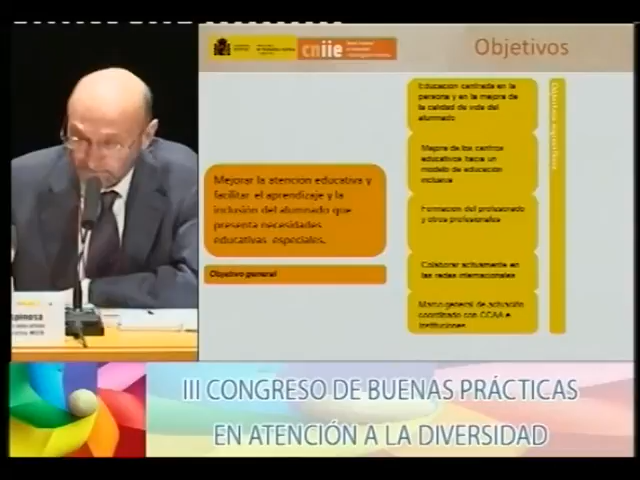 cniie
Objetivos
Educación centrada en la
persona y en la mejora de
la calidad de vida del
alumnado
Mejora de los centros
educativos hacia un
modelo de educación
inclusiva
Formación del profesorado
y otros profesionales
Colaborar activamente en
las redes internacionales
Marco general de actuación
coordinado con CCAA e
Instituciones
Mejorar la atención educativa y
facilitar el aprendizaje y la
inclusión del alumnado que
presenta necesidades
educativas especiales.
Objetivo general
Objetivos específicos
spinosa
III CONGRESO DE BUENAS PRÁCTICAS
EN ATENCIÓN A LA DIVERSIDAD